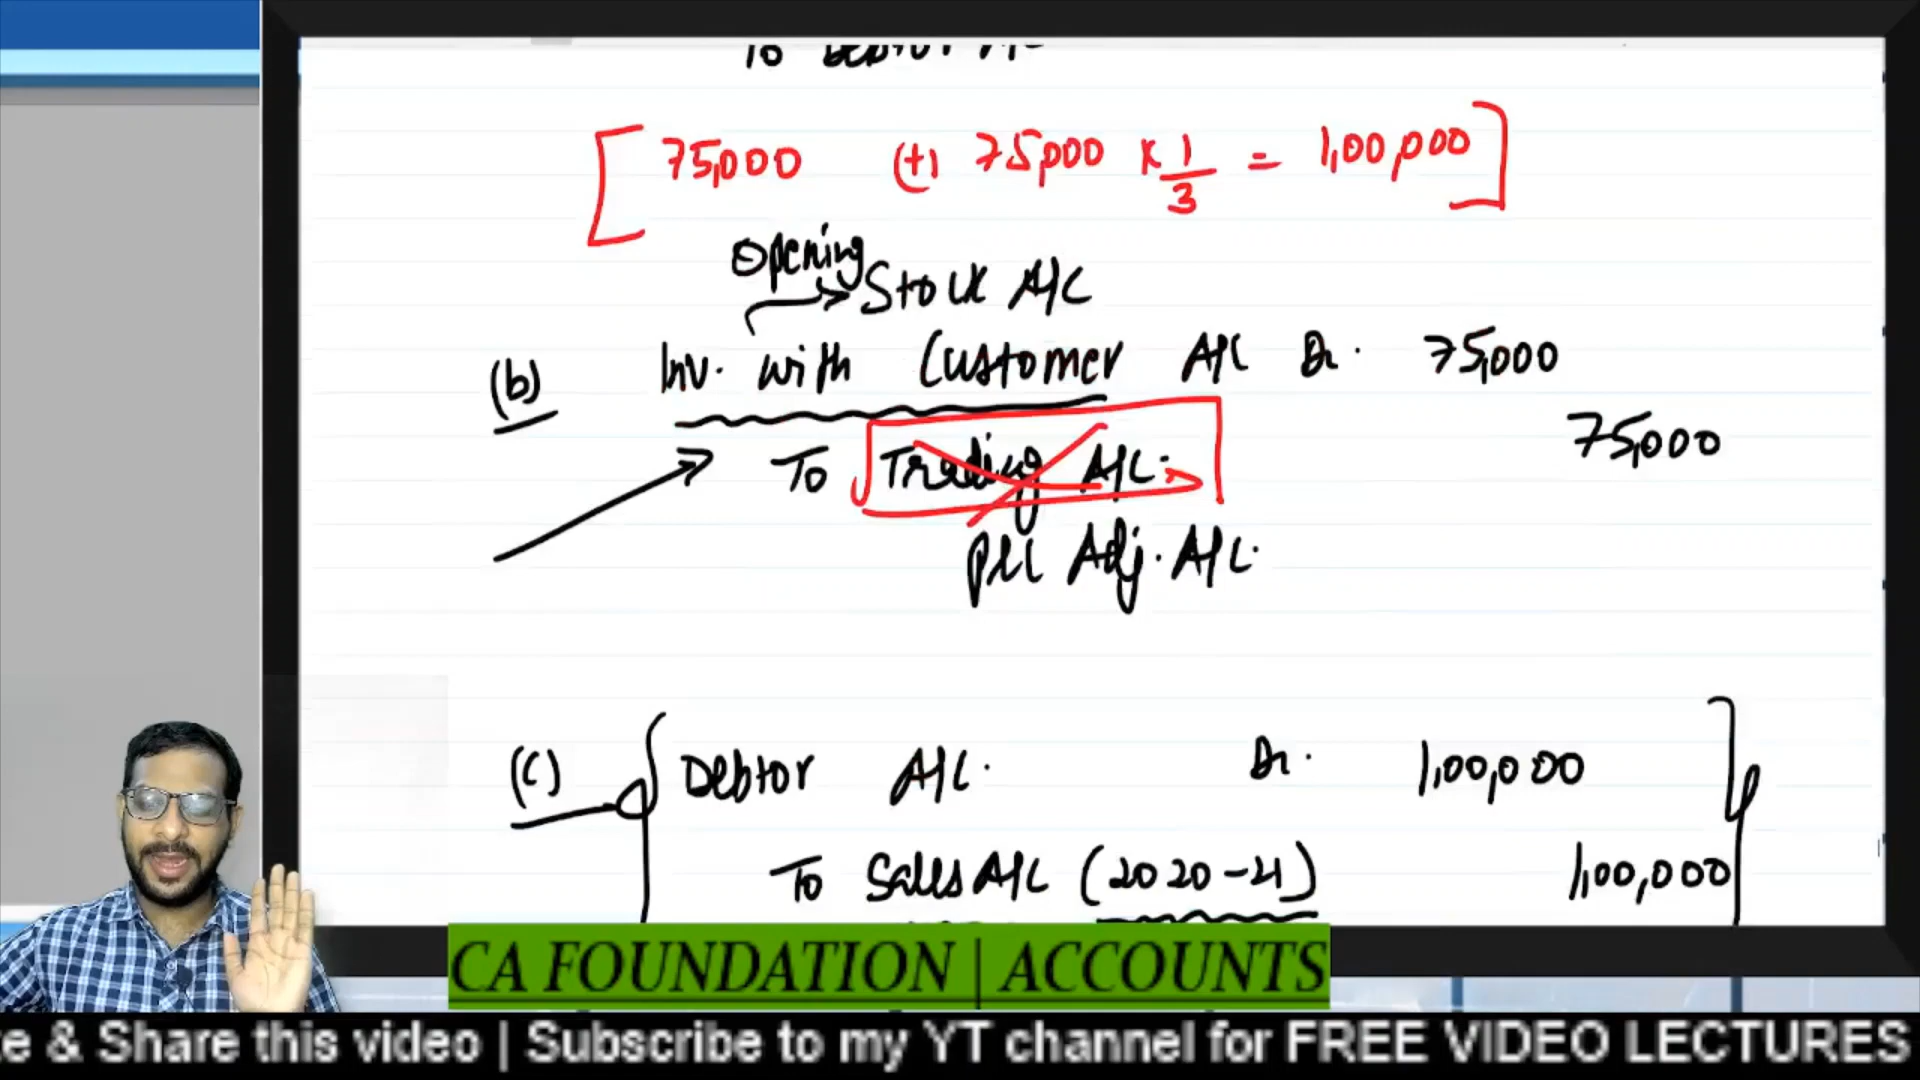 To Debtor A/C
[ 75,000 (+) 75,000 × 1/3 = 1,00,000 ]
Opening
Stock A/C
(b) Inv. with Customer A/C Dr. 75,000
To Trading A/C. 75,000
P&L Adj. A/C.
(c) Debtor A/C. Dr. 1,00,000
To Sales A/C (2020-21) 1,00,000
CA FOUNDATION | ACCOUNTS
e & Share this video | Subscribe to my YT channel for FREE VIDEO LECTURES